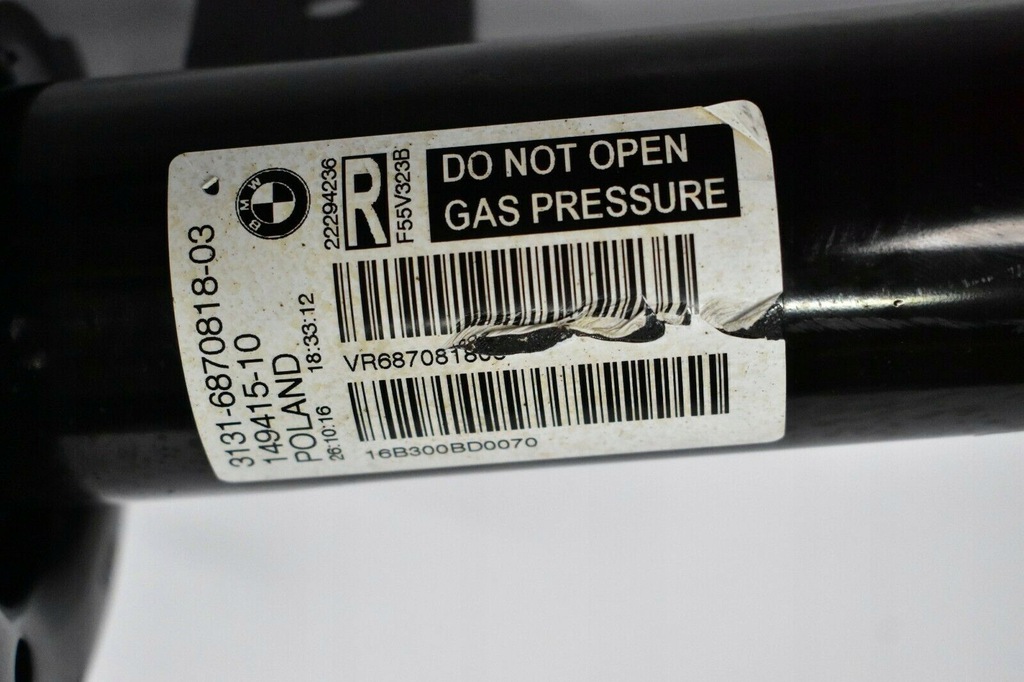 BMW
3131-6870818-03
149415-10
POLAND
26:10:16 18:33:12
22294236
R
F55V323B
DO NOT OPEN
GAS PRESSURE
VR687081803
16B300BD0070